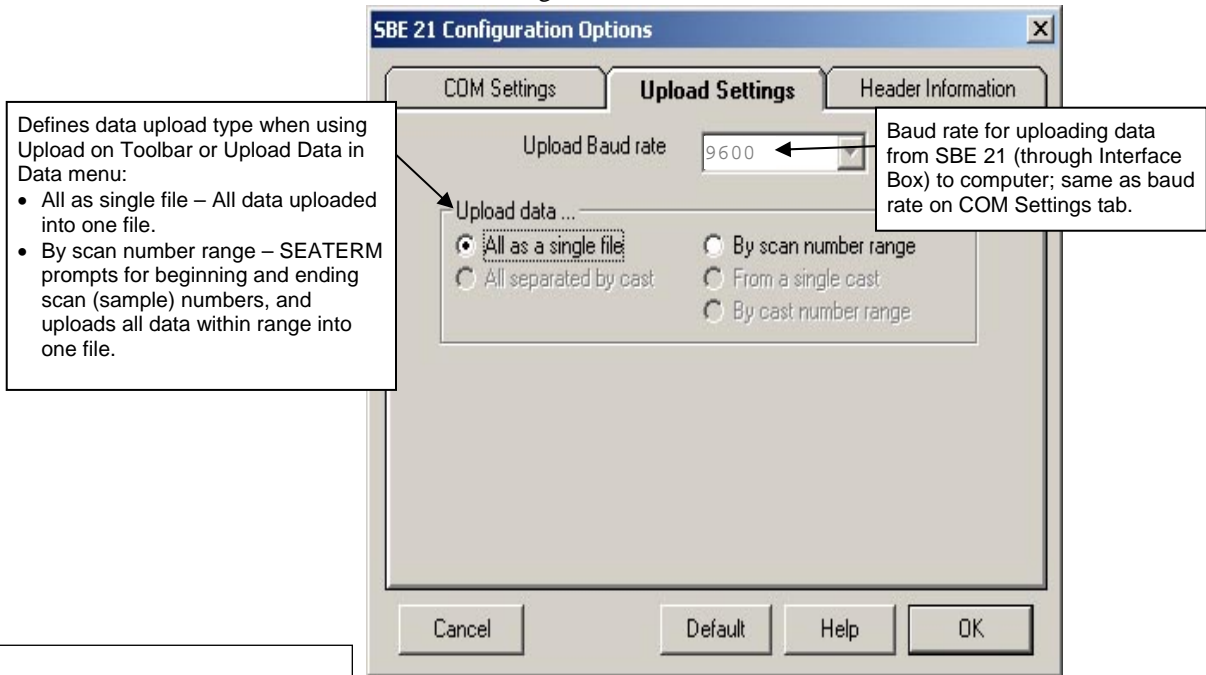 SBE 21 Configuration Options
COM Settings
Upload Settings
Header Information
Defines data upload type when using
Upload on Toolbar or Upload Data in
Data menu:
• All as single file – All data uploaded
into one file.
• By scan number range – SEATERM
prompts for beginning and ending
scan (sample) numbers, and
uploads all data within range into
one file.
Upload Baud rate
9600
Baud rate for uploading data
from SBE 21 (through Interface
Box) to computer; same as baud
rate on COM Settings tab.
Upload data ...
All as a single file
By scan number range
All separated by cast
From a single cast
By cast number range
Cancel
Default
Help
OK